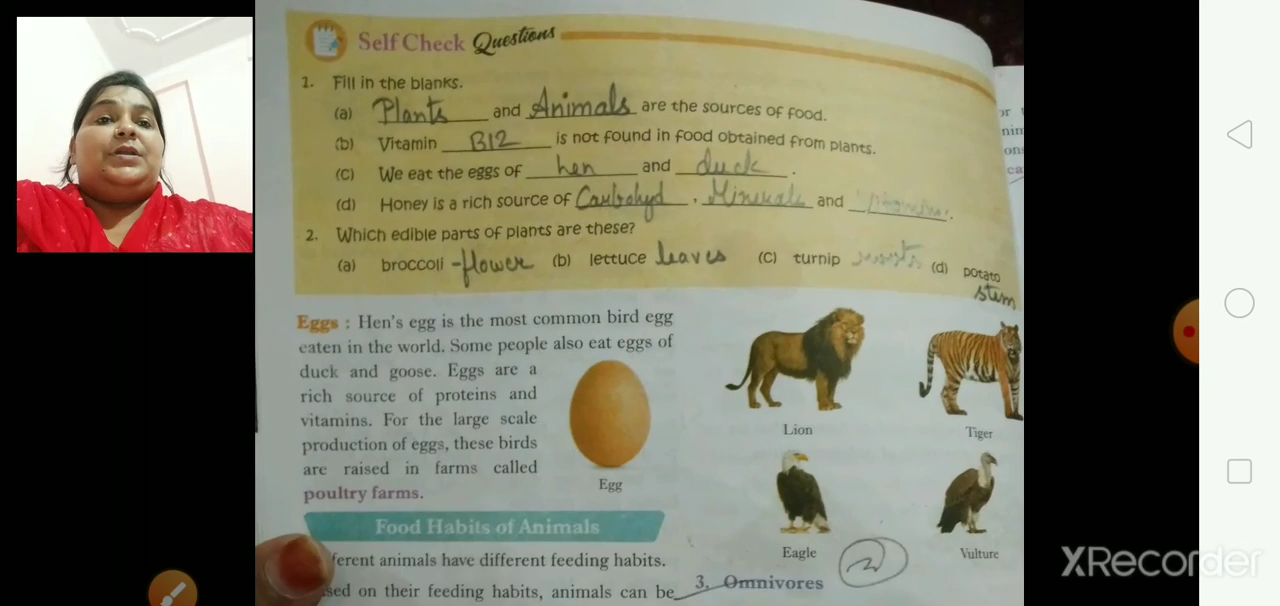 Self Check Questions
1. Fill in the blanks.
(a) Plants and Animals are the sources of food.
(b) Vitamin B12 is not found in food obtained from plants.
(c) We eat the eggs of hen and duck.
(d) Honey is a rich source of Carbohyd, Minerals and
2. Which edible parts of plants are these?
(a) broccoli - flower (b) lettuce leaves (c) turnip roots (d) potato
stem
Eggs : Hen's egg is the most common bird egg
eaten in the world. Some people also eat eggs of
duck and goose. Eggs are a
rich source of proteins and
vitamins. For the large scale
production of eggs, these birds
are raised in farms called
poultry farms.
Egg
Food Habits of Animals
ferent animals have different feeding habits.
sed on their feeding habits, animals can be
Lion
Tiger
Eagle
Vulture
2
3. Omnivores
XRecorder